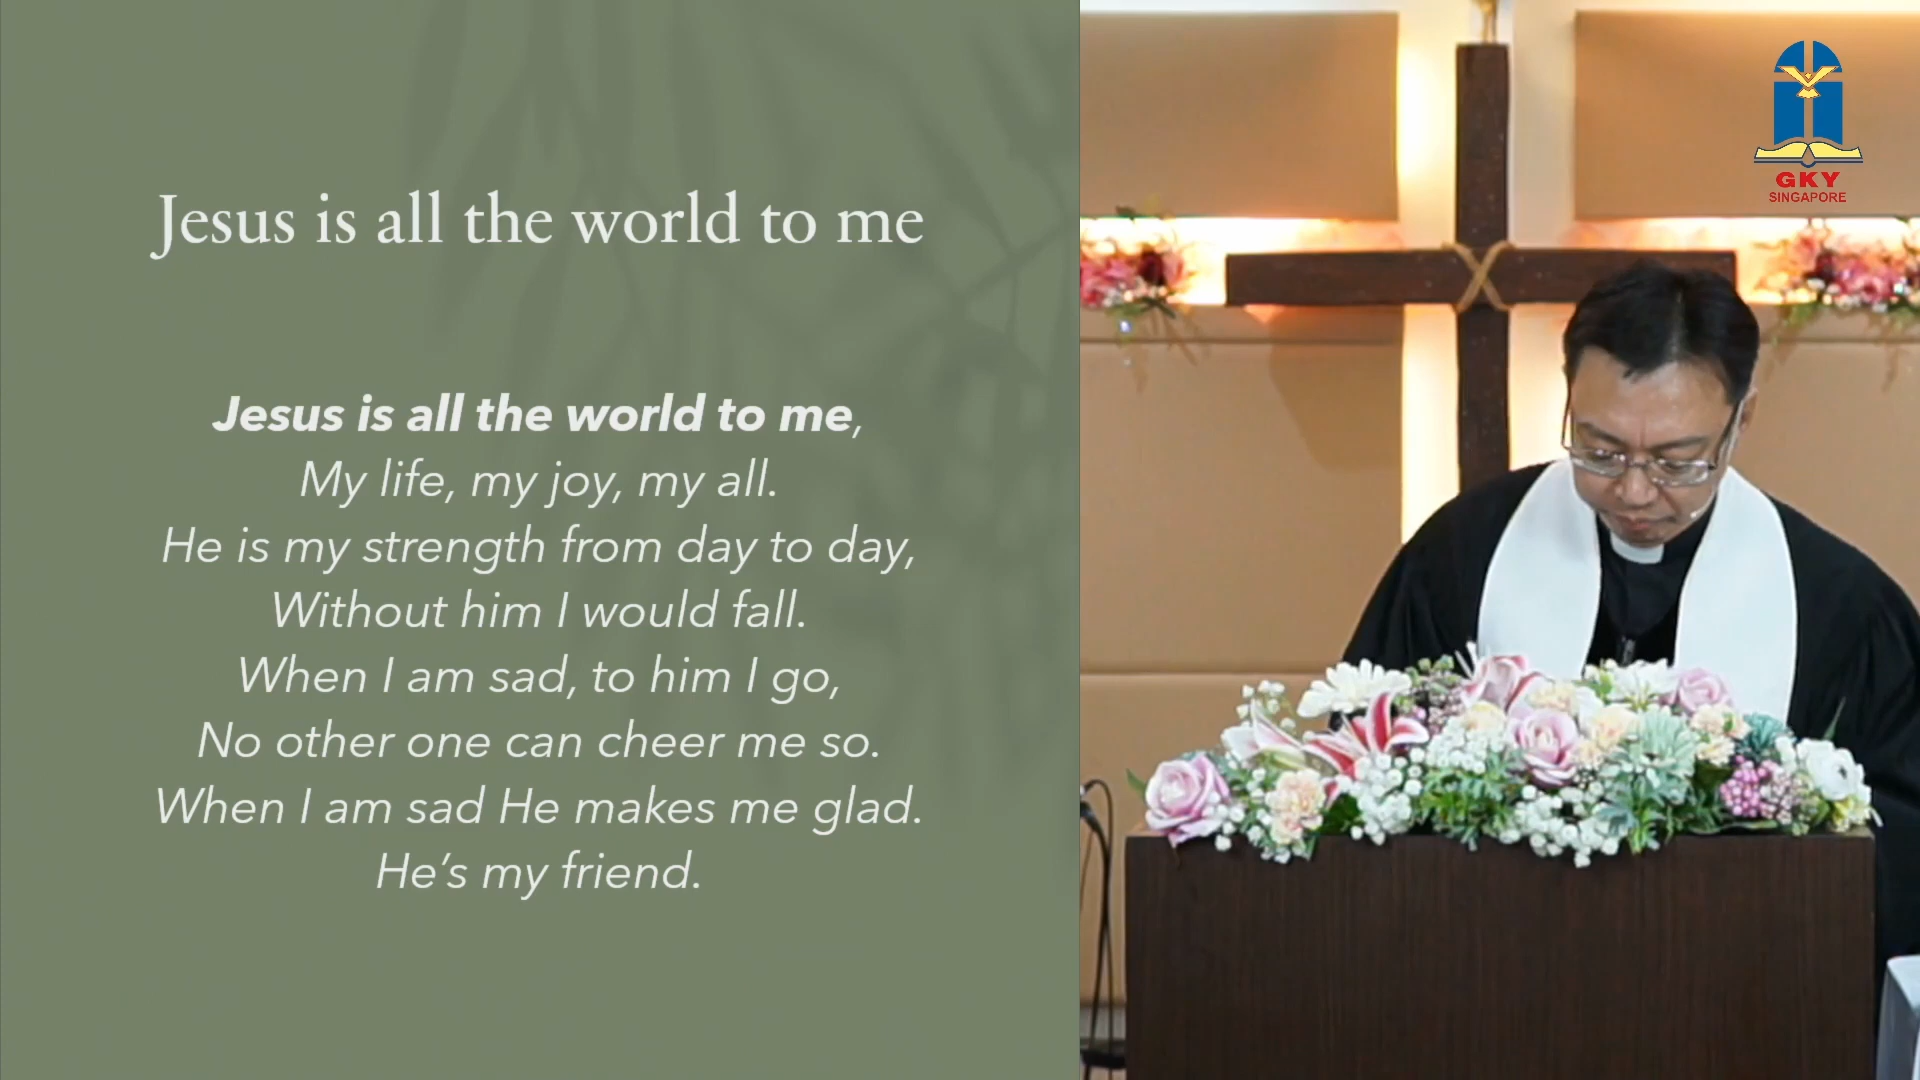 Jesus is all the world to me
Jesus is all the world to me,
My life, my joy, my all.
He is my strength from day to day,
Without him I would fall.
When I am sad, to him I go,
No other one can cheer me so.
When I am sad He makes me glad.
He’s my friend.
GKY
SINGAPORE